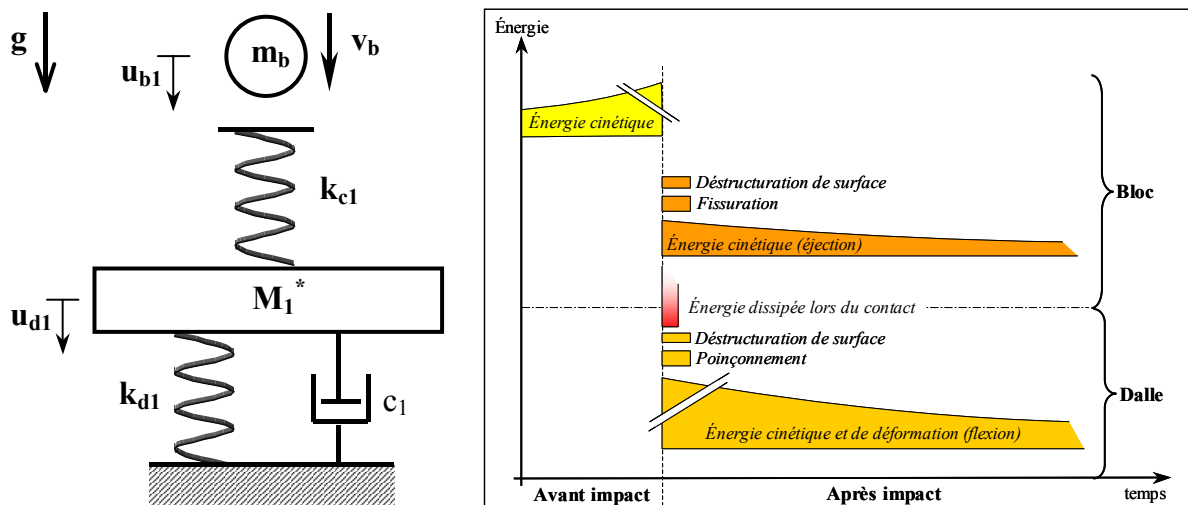 g
m_b
v_b
u_b1
k_c1
M_1^*
u_d1
k_d1
c_1
Énergie
Énergie cinétique
Déstructuration de surface
Fissuration
Énergie cinétique (éjection)
Bloc
Énergie dissipée lors du contact
Déstructuration de surface
Poinçonnement
Dalle
Énergie cinétique et de déformation (flexion)
Avant impact
Après impact
temps